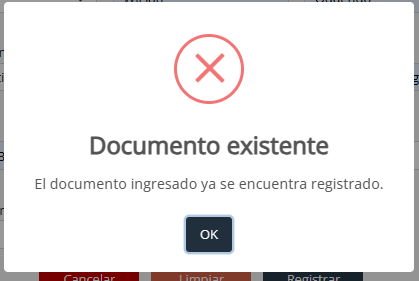 Documento existente
El documento ingresado ya se encuentra registrado.
OK
Cancelar
Limpiar
Registrar